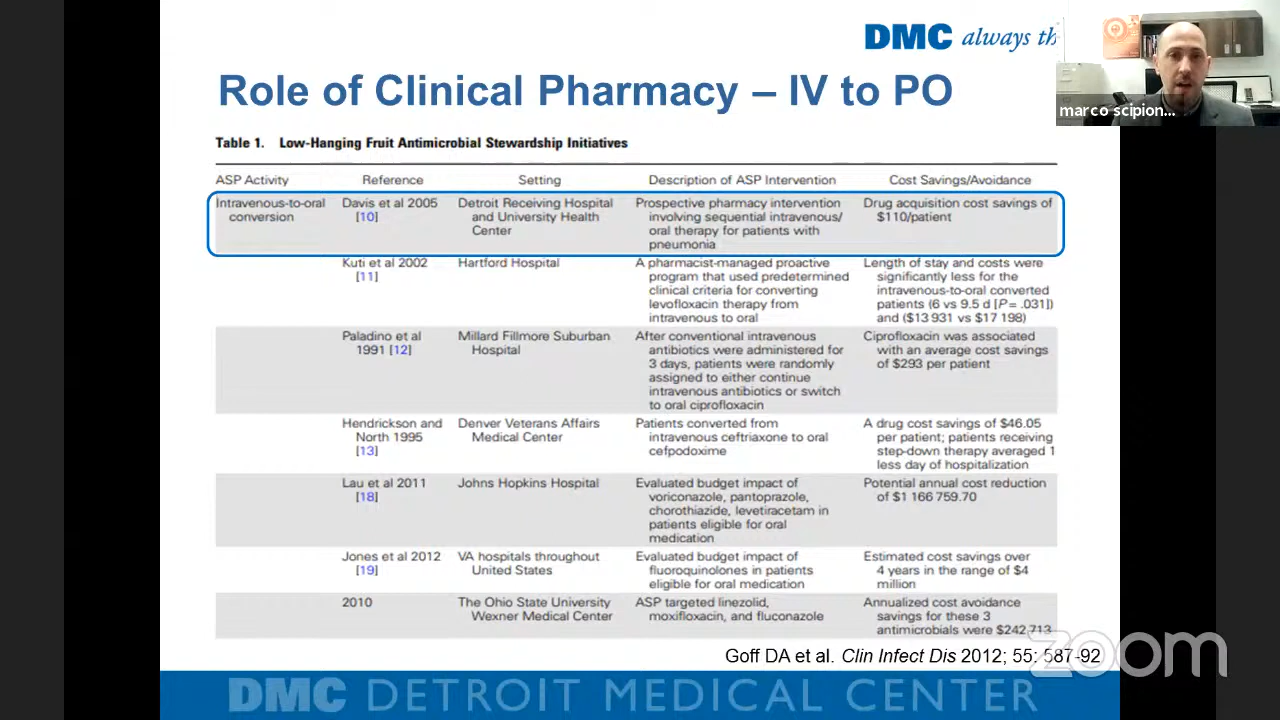 DMC always th
marco scipion...
Role of Clinical Pharmacy – IV to PO
Table 1. Low-Hanging Fruit Antimicrobial Stewardship Initiatives
ASP Activity Reference Setting Description of ASP Intervention Cost Savings/Avoidance
Intravenous-to-oral Davis et al 2005 Detroit Receiving Hospital Prospective pharmacy intervention Drug acquisition cost savings of
conversion [10] and University Health involving sequential intravenous/ $110/patient
Center oral therapy for patients with
pneumonia
Kuti et al 2002 Hartford Hospital A pharmacist-managed proactive Length of stay and costs were
[11] program that used predetermined significantly less for the
clinical criteria for converting intravenous-to-oral converted
levofloxacin therapy from patients (6 vs 9.5 d [P = .031])
intravenous to oral and ($13 931 vs $17 198)
Paladino et al Millard Fillmore Suburban After conventional intravenous Ciprofloxacin was associated
1991 [12] Hospital antibiotics were administered for with an average cost savings
3 days, patients were randomly of $293 per patient
assigned to either continue
intravenous antibiotics or switch
to oral ciprofloxacin
Hendrickson and Denver Veterans Affairs Patients converted from A drug cost savings of $46.05
North 1995 Medical Center intravenous ceftriaxone to oral per patient; patients receiving
[13] cefpodoxime step-down therapy averaged 1
less day of hospitalization
Lau et al 2011 Johns Hopkins Hospital Evaluated budget impact of Potential annual cost reduction
[18] voriconazole, pantoprazole, of $1 166 759.70
chorothiazide, levetiracetam in
patients eligible for oral
medication
Jones et al 2012 VA hospitals throughout Evaluated budget impact of Estimated cost savings over
[19] United States fluoroquinolones in patients 4 years in the range of $4
eligible for oral medication million
2010 The Ohio State University ASP targeted linezolid, Annualized cost avoidance
Wexner Medical Center moxifloxacin, and fluconazole savings for these 3
antimicrobials were $242 713
Goff DA et al. Clin Infect Dis 2012; 55: 587-92
zoom
DMC DETROIT MEDICAL CENTER